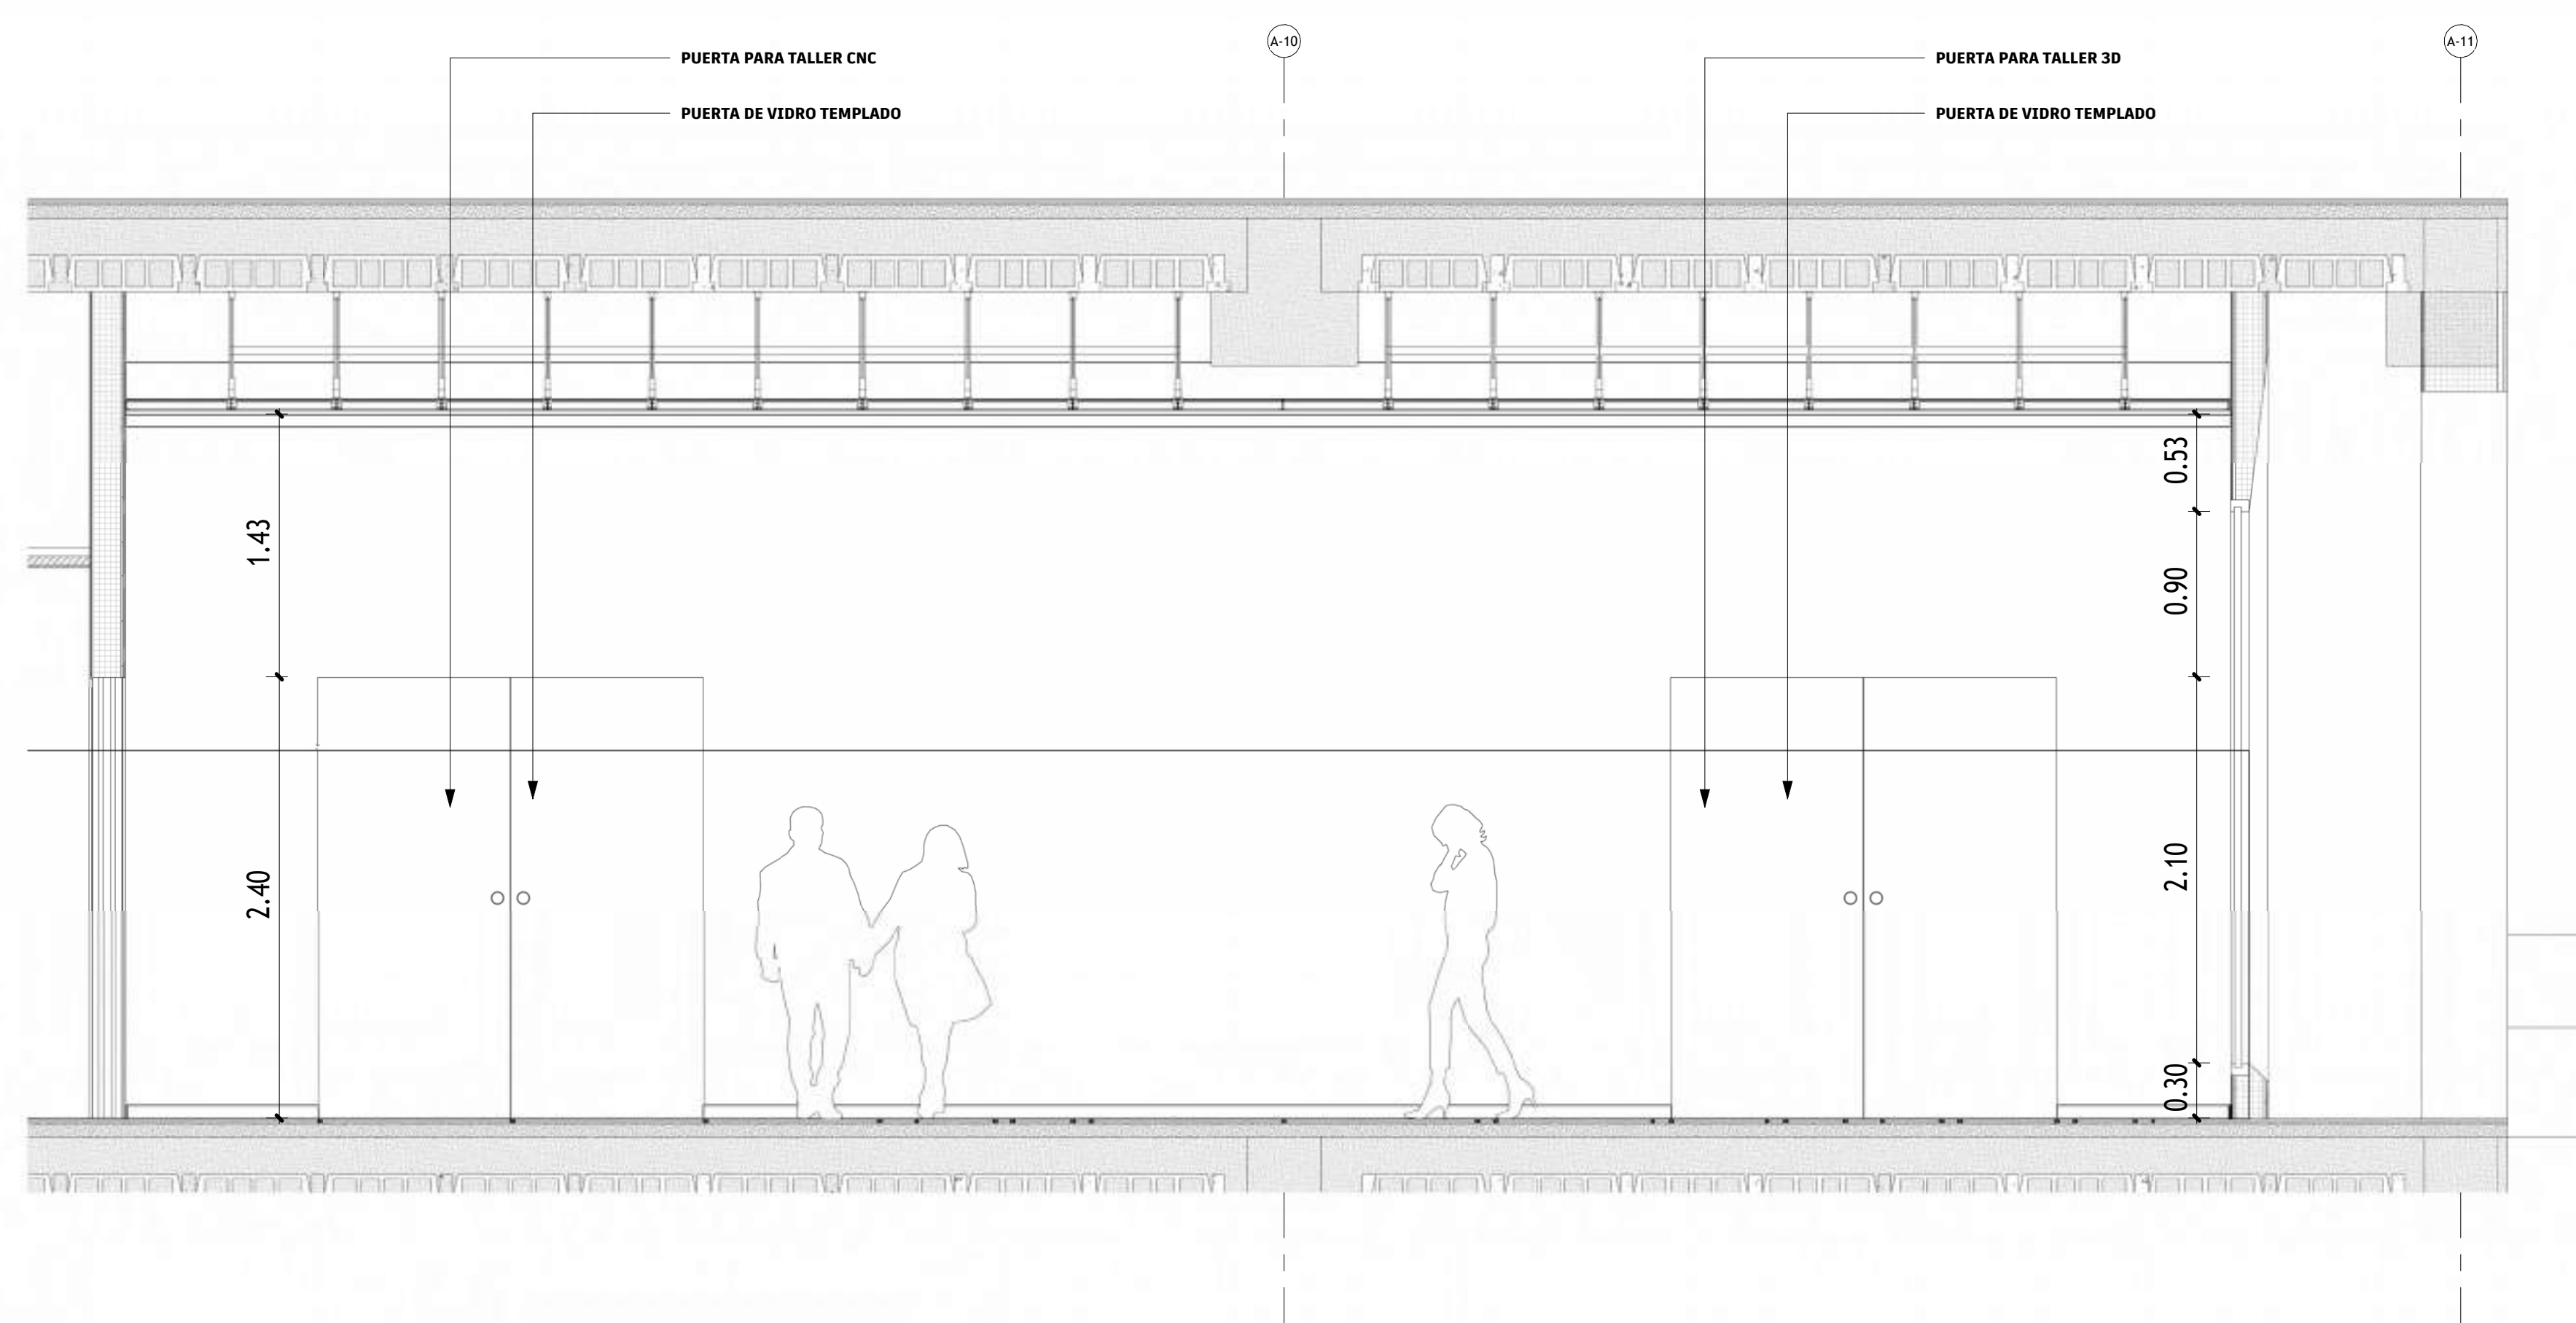 A-10
A-11
PUERTA PARA TALLER CNC
PUERTA PARA TALLER 3D
PUERTA DE VIDRO TEMPLADO
PUERTA DE VIDRO TEMPLADO
1.43
2.40
0.53
0.90
2.10
0.30